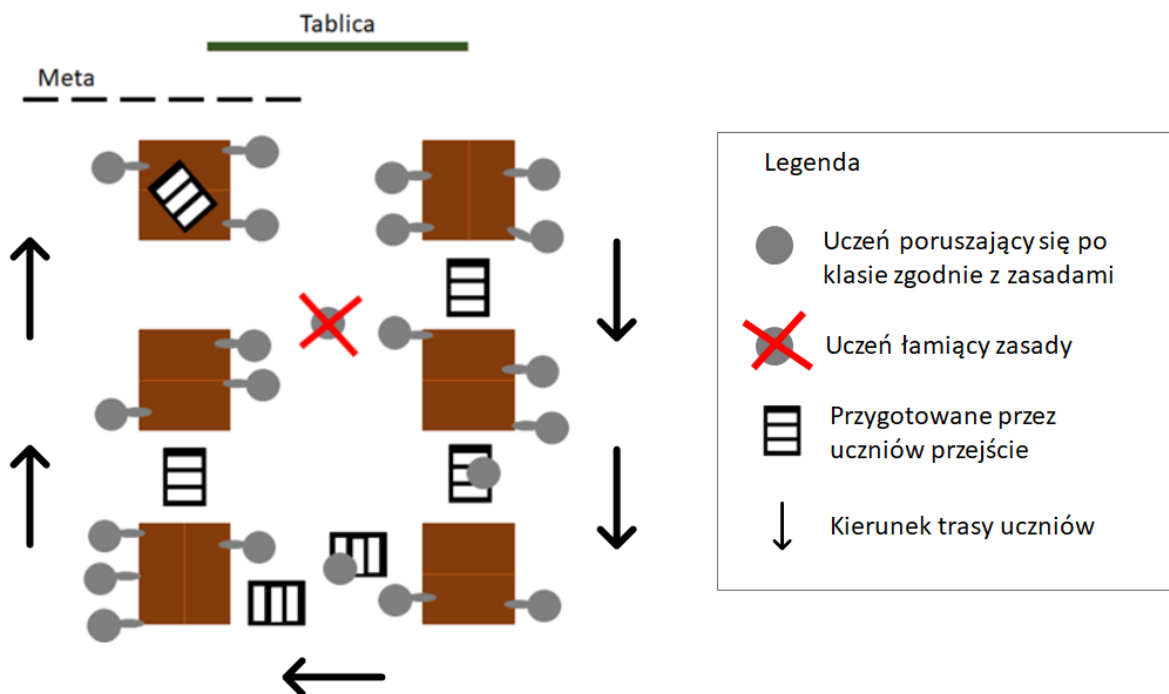 Tablica
Meta
Legenda
Uczeń poruszający się po
klasie zgodnie z zasadami
Uczeń łamiący zasady
Przygotowane przez
uczniów przejście
Kierunek trasy uczniów